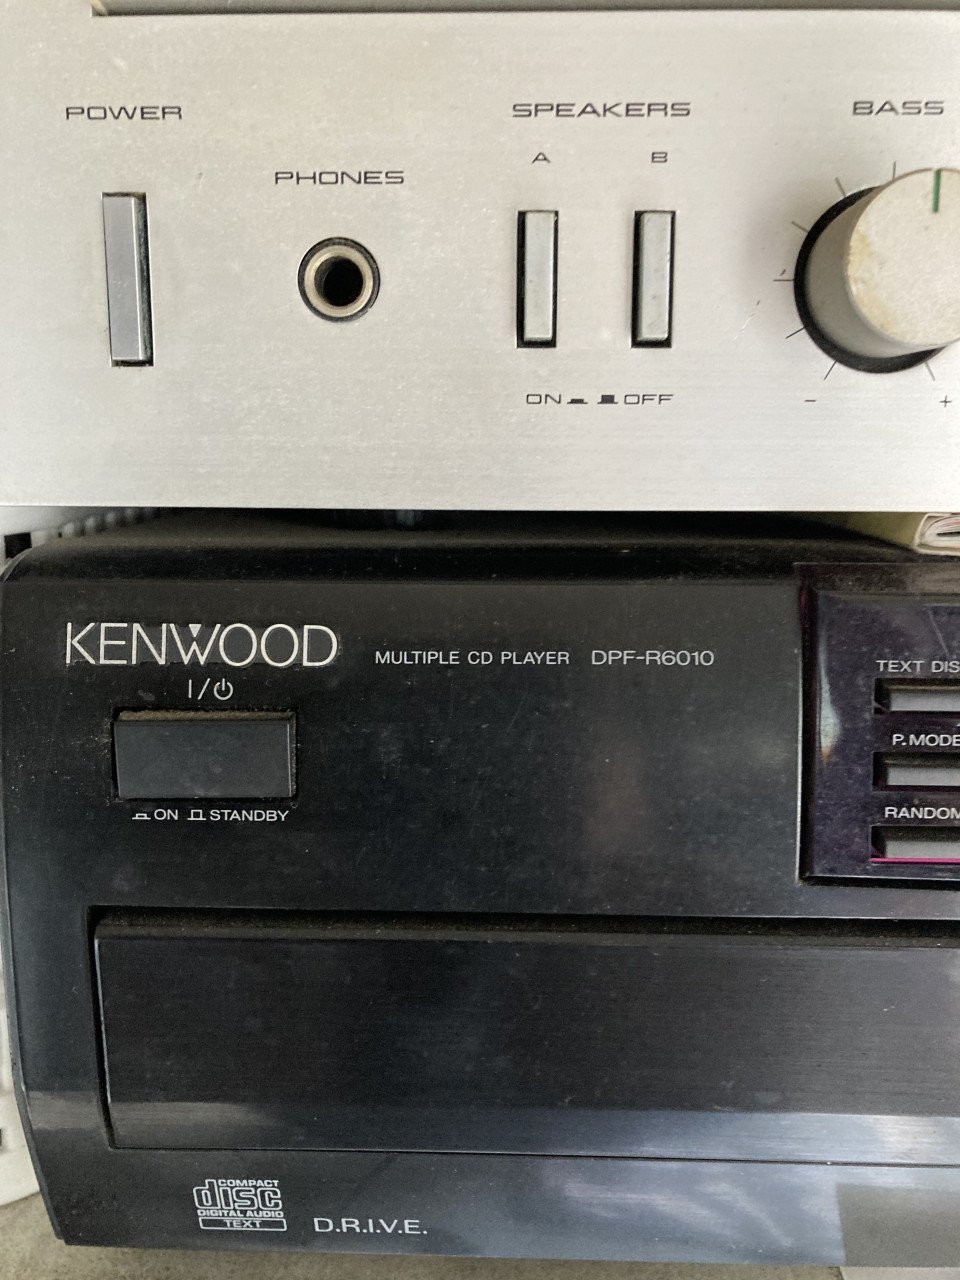 POWER
PHONES
SPEAKERS
A B
ON OFF
BASS
- +
KENWOOD
MULTIPLE CD PLAYER DPF-R6010
I/⏻
ON STANDBY
TEXT DIS
P.MODE
RANDOM
COMPACT
disc
DIGITAL AUDIO
TEXT
D.R.I.V.E.